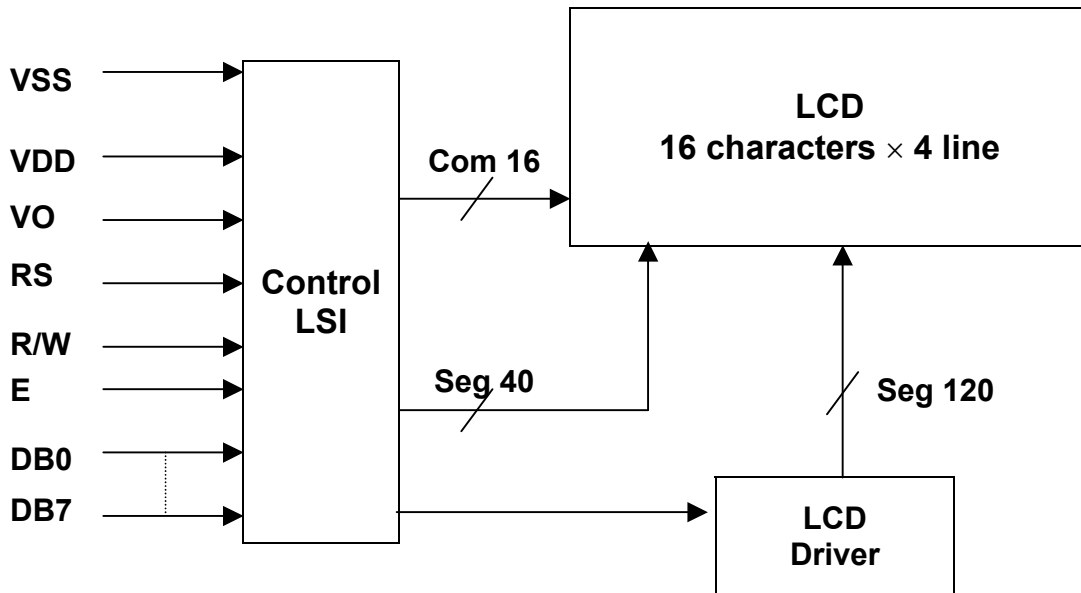 VSS
VDD
VO
RS
R/W
E
DB0
DB7
Control
LSI
Com 16
Seg 40
LCD
16 characters × 4 line
Seg 120
LCD
Driver